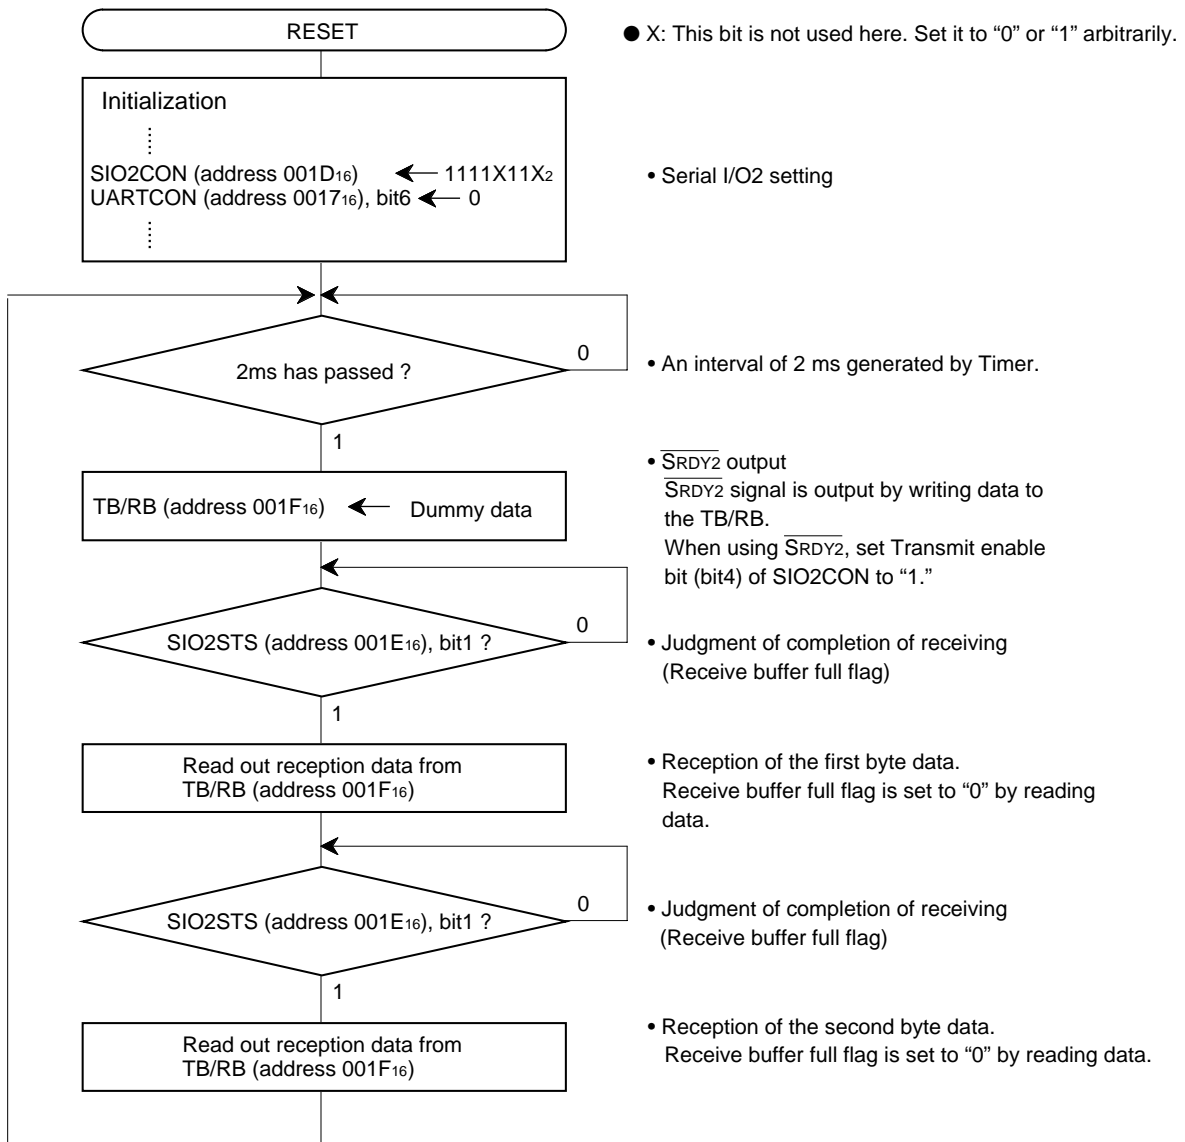 RESET
● X: This bit is not used here. Set it to “0” or “1” arbitrarily.
Initialization
SIO2CON (address 001D16) ← 1111X11X2
• Serial I/O2 setting
UARTCON (address 001716), bit6 ← 0
2ms has passed ?
0
• An interval of 2 ms generated by Timer.
1
TB/RB (address 001F16) ← Dummy data
• SRDY2 output
SRDY2 signal is output by writing data to
the TB/RB.
When using SRDY2, set Transmit enable
bit (bit4) of SIO2CON to “1.”
SIO2STS (address 001E16), bit1 ?
0
• Judgment of completion of receiving
(Receive buffer full flag)
1
Read out reception data from
TB/RB (address 001F16)
• Reception of the first byte data.
Receive buffer full flag is set to “0” by reading
data.
SIO2STS (address 001E16), bit1 ?
0
• Judgment of completion of receiving
(Receive buffer full flag)
1
Read out reception data from
TB/RB (address 001F16)
• Reception of the second byte data.
Receive buffer full flag is set to “0” by reading data.